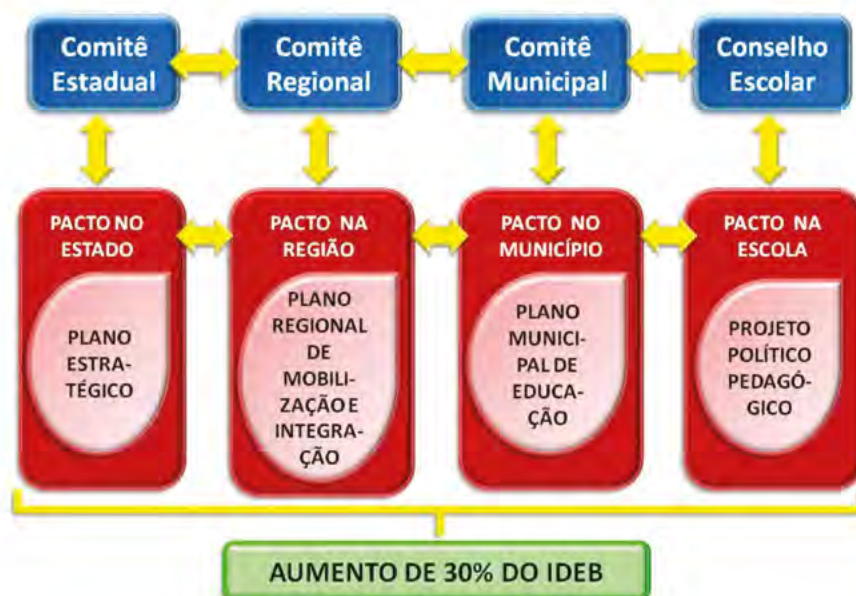 Comitê
Estadual
Comitê
Regional
Comitê
Municipal
Conselho
Escolar
PACTO NO
ESTADO
PLANO
ESTRA-
TÉGICO
PACTO NA
REGIÃO
PLANO
REGIONAL
DE
MOBILI-
ZAÇÃO E
INTEGRA-
ÇÃO
PACTO NO
MUNICÍPIO
PLANO
MUNICI-
PAL DE
EDUCA-
ÇÃO
PACTO NA
ESCOLA
PROJETO
POLÍTICO
PEDAGÓ-
GICO
AUMENTO DE 30% DO IDEB